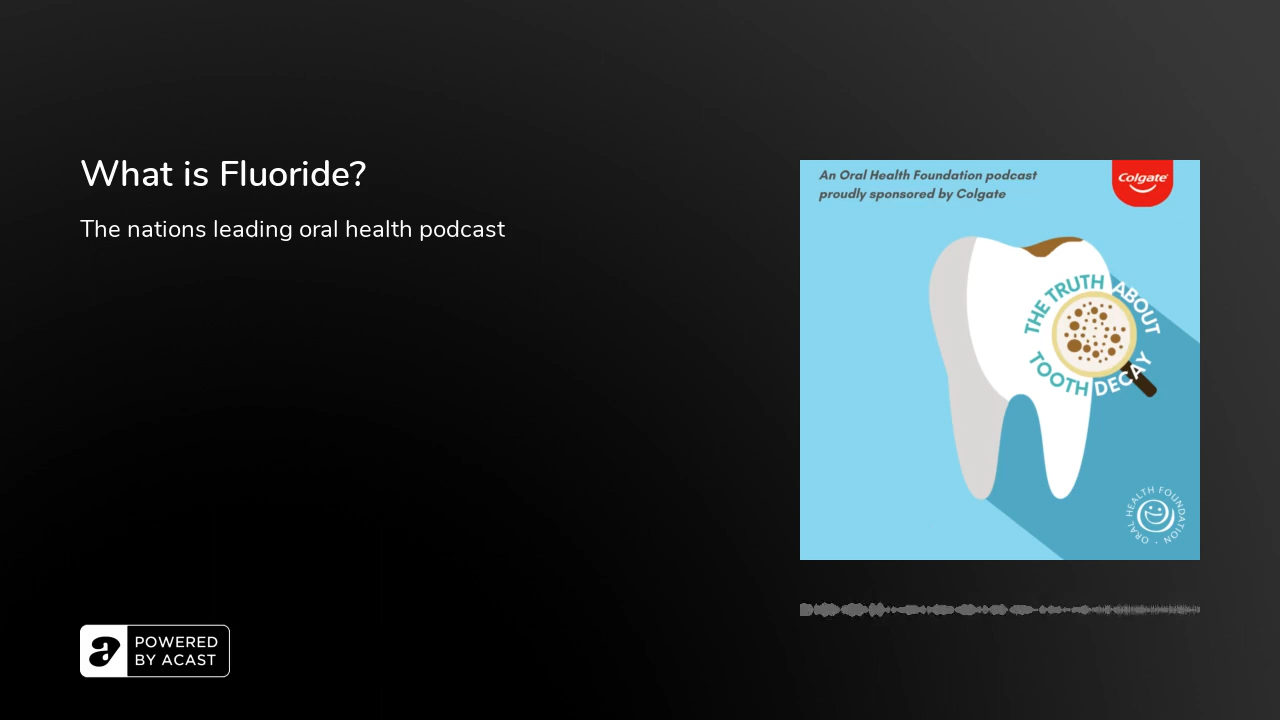 What is Fluoride?
The nations leading oral health podcast
An Oral Health Foundation podcast
proudly sponsored by Colgate
Colgate
THE TRUTH ABOUT
TOOTH DECAY
ORAL HEALTH FOUNDATION
a POWERED
BY ACAST